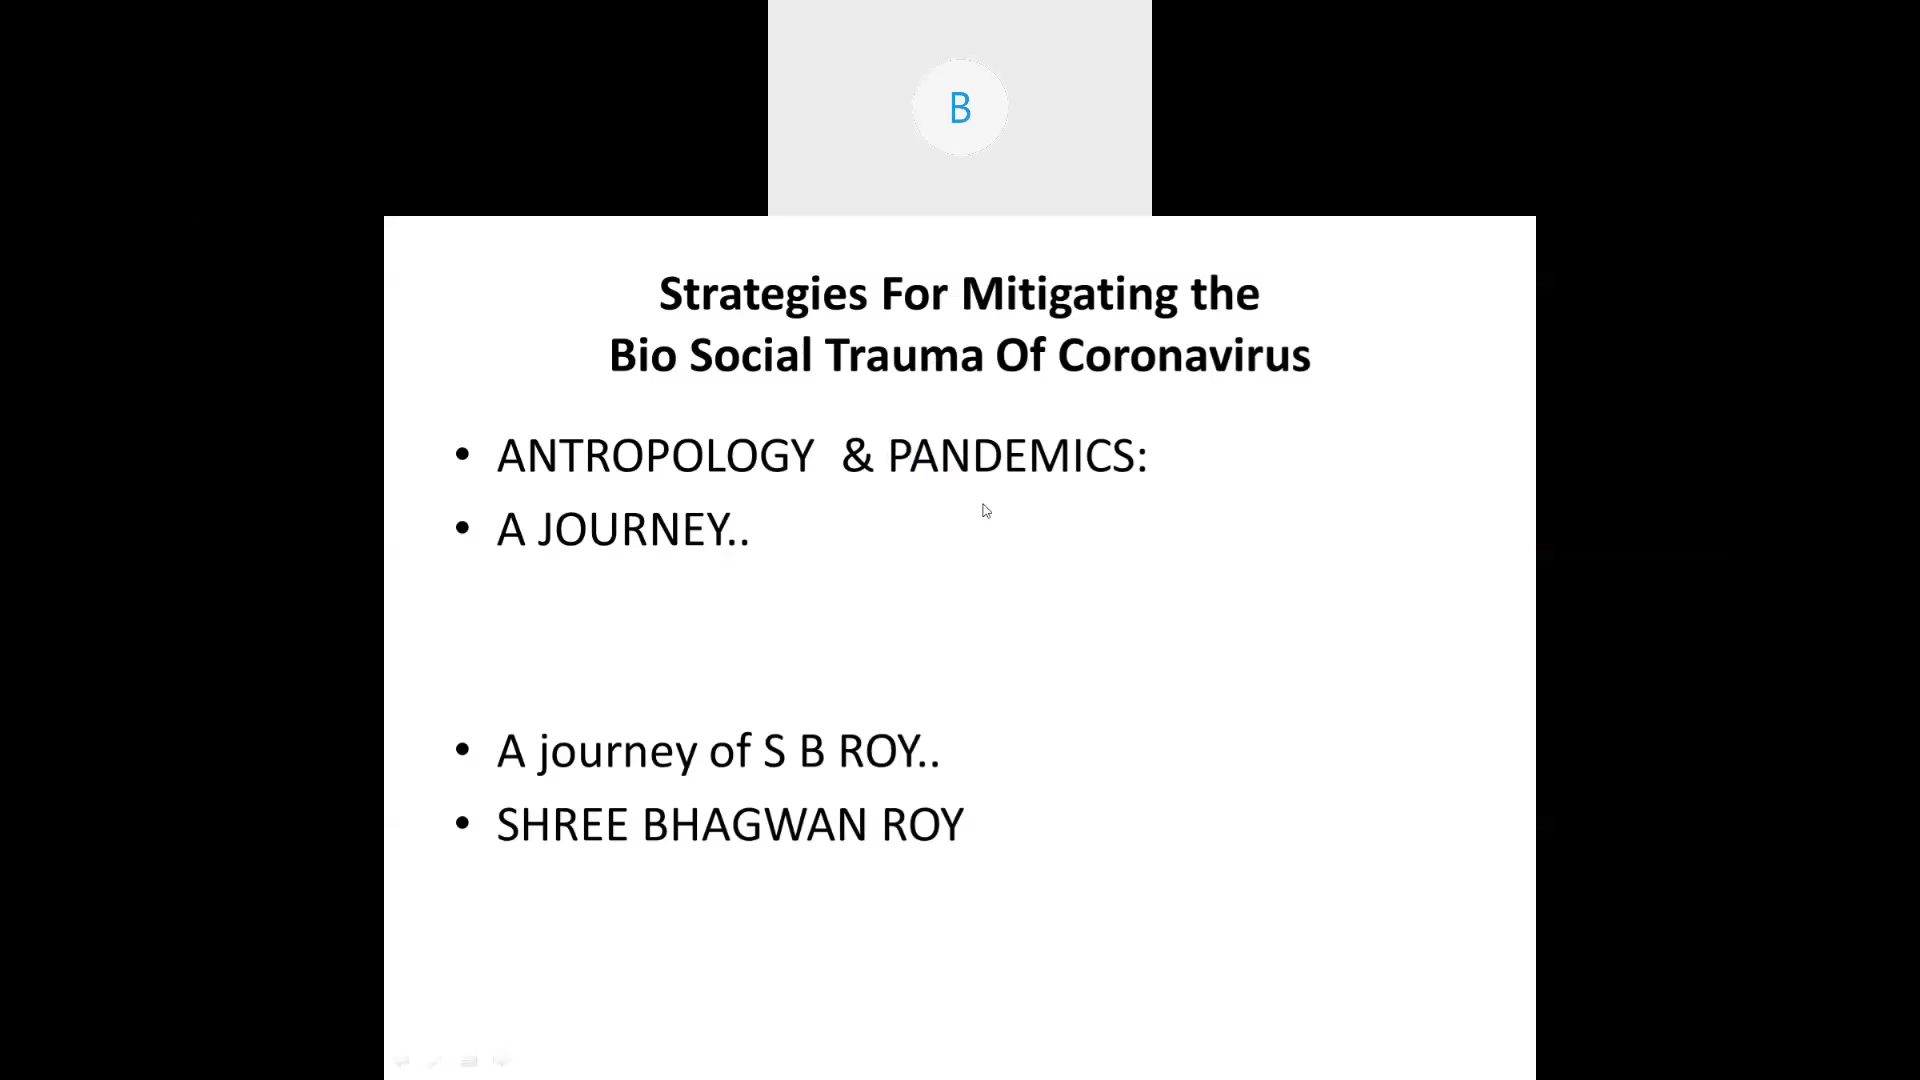 B
Strategies For Mitigating the
Bio Social Trauma Of Coronavirus
• ANTROPOLOGY & PANDEMICS:
• A JOURNEY..
• A journey of S B ROY..
• SHREE BHAGWAN ROY